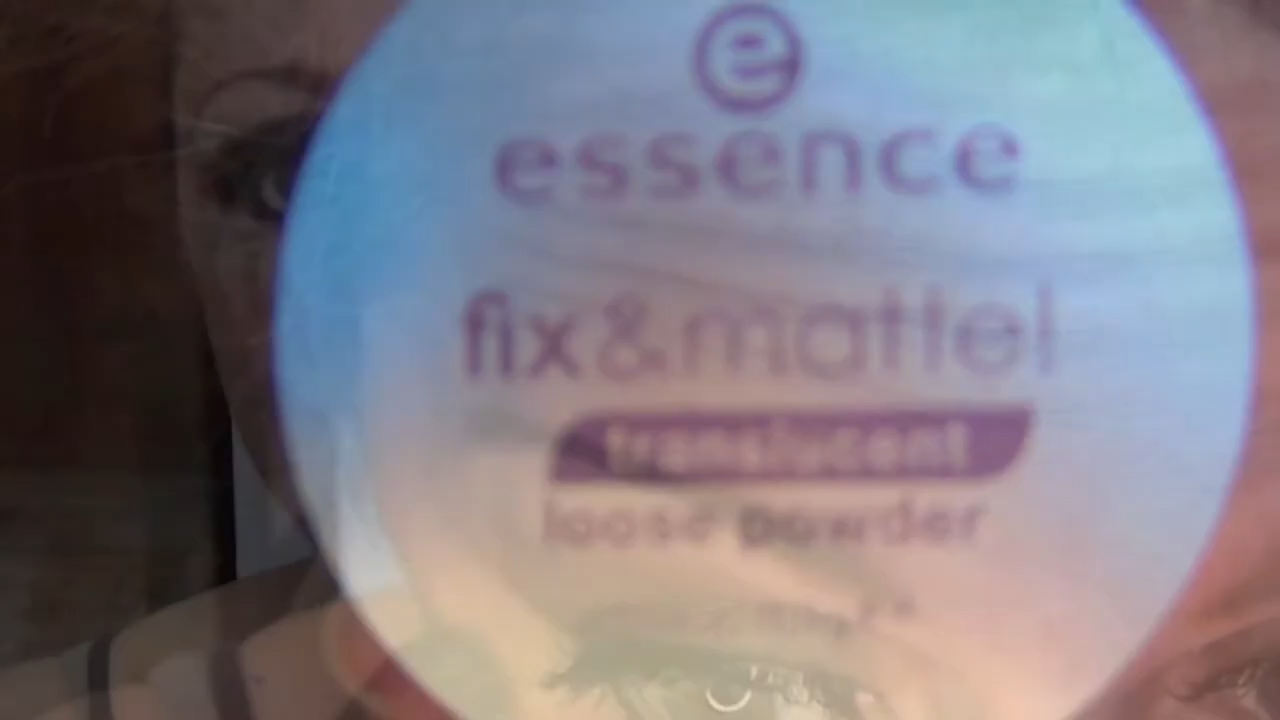 e
essence
fix&matte!
translucent
loose powder